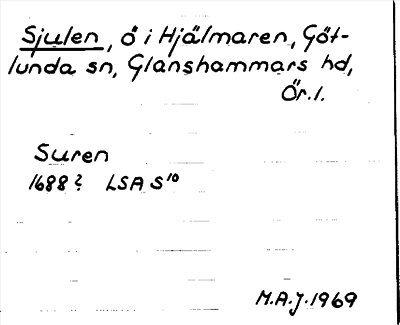 Sjulen, ö i Hjälmaren, Göt-
lunda sn, Glanshammars hd,
Ör.l.
Suren
1688? LSA S¹⁰
M.A.J. 1969